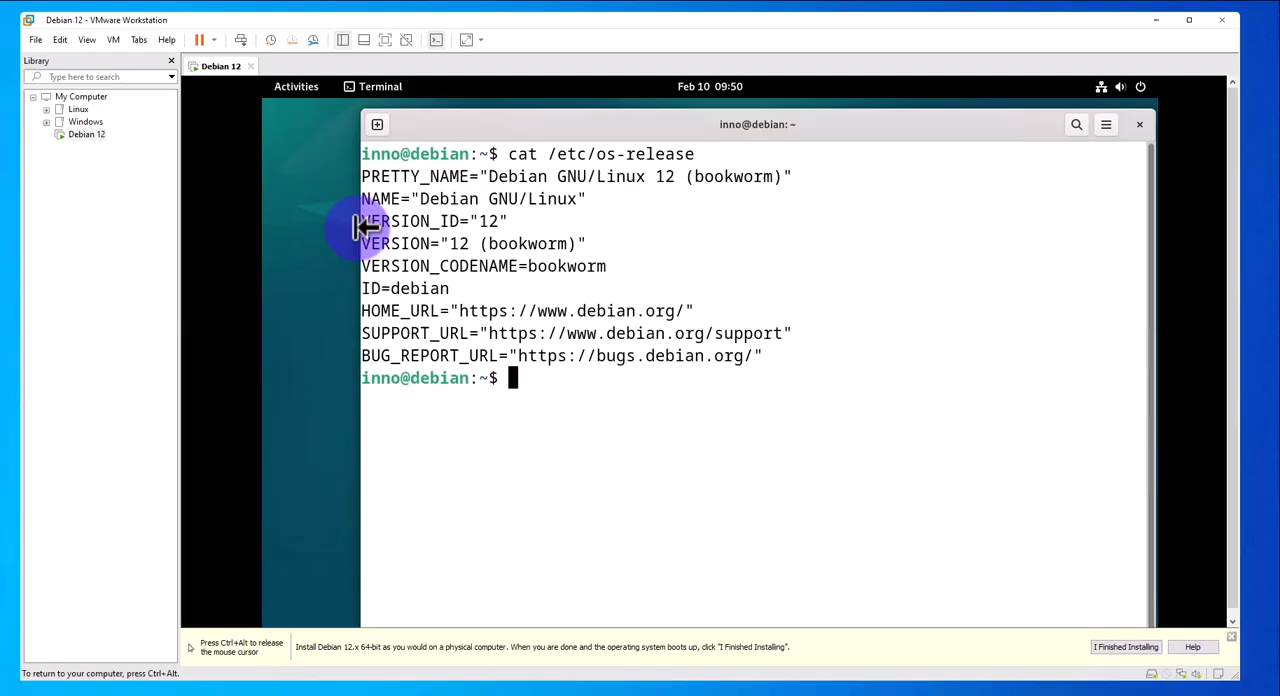 Debian 12 - VMware Workstation
File Edit View VM Tabs Help
Library
Type here to search
My Computer
Linux
Windows
Debian 12
Debian 12
Activities Terminal Feb 10 09:50
inno@debian: ~
inno@debian:~$ cat /etc/os-release
PRETTY_NAME="Debian GNU/Linux 12 (bookworm)"
NAME="Debian GNU/Linux"
VERSION_ID="12"
VERSION="12 (bookworm)"
VERSION_CODENAME=bookworm
ID=debian
HOME_URL="https://www.debian.org/"
SUPPORT_URL="https://www.debian.org/support"
BUG_REPORT_URL="https://bugs.debian.org/"
inno@debian:~$
Press Ctrl+Alt to release
the mouse cursor
Install Debian 12.x 64-bit as you would on a physical computer. When you are done and the operating system boots up, click "I Finished Installing".
I Finished Installing
Help
To return to your computer, press Ctrl+Alt.